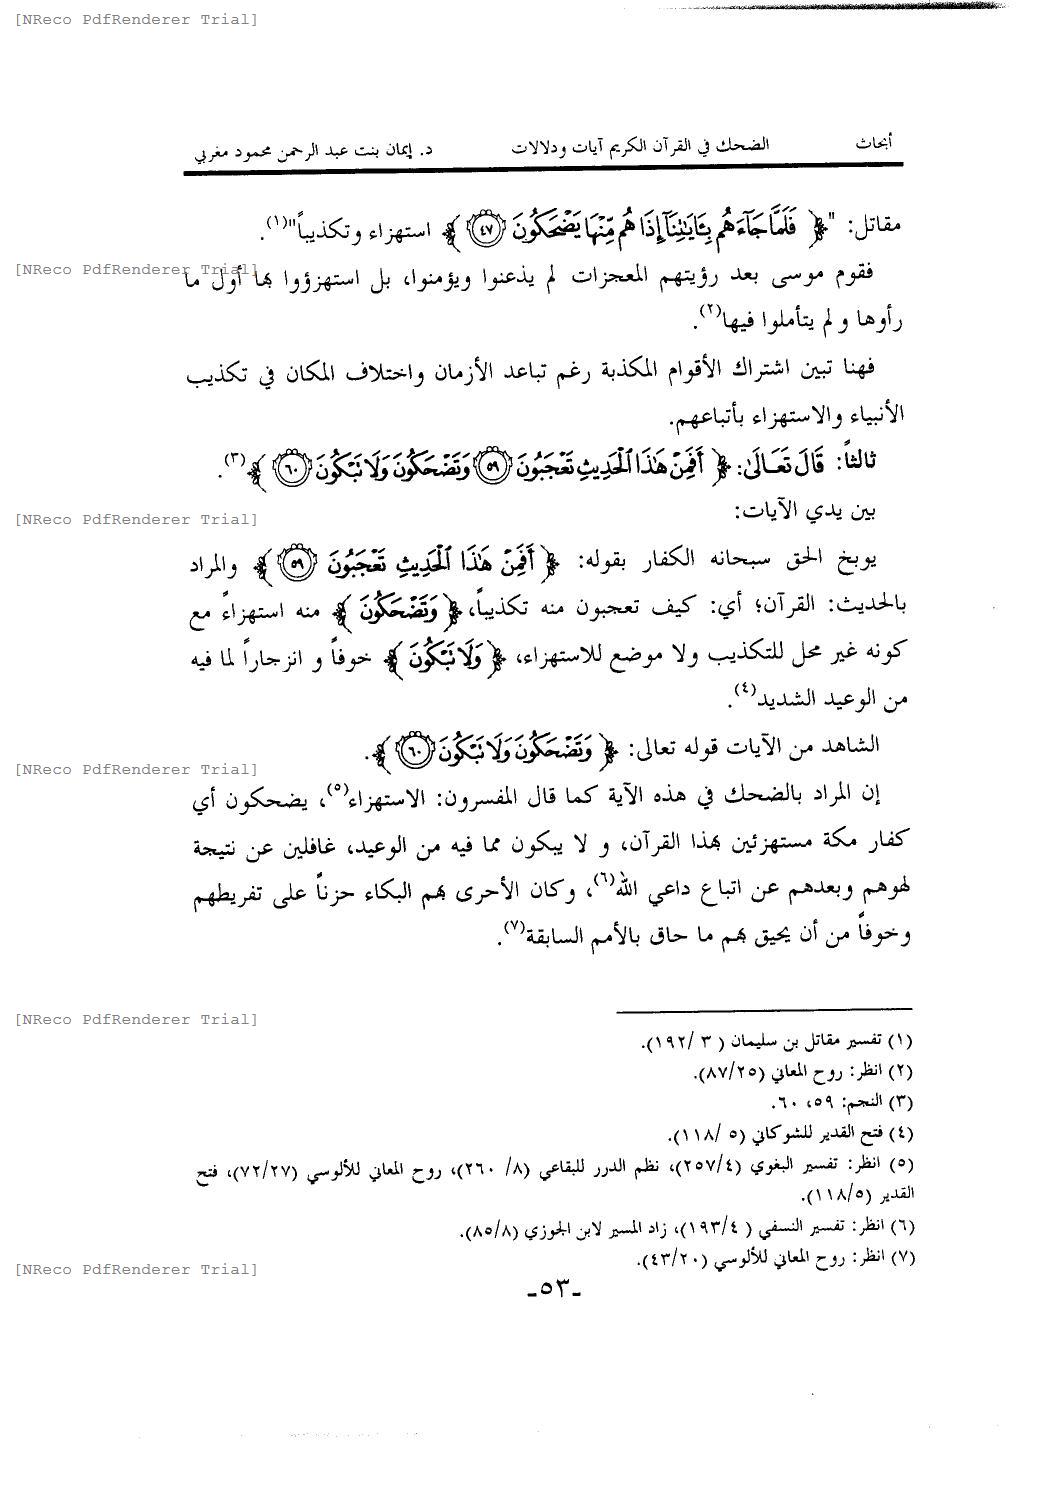 [NReco PdfRenderer Trial]
أبحاث الضحك في القرآن الكريم آيات ودلالات د. إيمان بنت عبد الرحمن محمود مغربي
مقاتل: "﴿ فَلَمَّا جَآءَهُم بِـَٔايَٰتِنَآ إِذَا هُم مِّنْهَا يَضْحَكُونَ ٤٧ ﴾ استهزاء وتكذيباً"(١).
[NReco PdfRenderer Trial]
فقوم موسى بعد رؤيتهم المعجزات لم يذعنوا ويؤمنوا، بل استهزؤوا بها أول ما
رأوها و لم يتأملوا فيها(٢).
فهنا تبين اشتراك الأقوام المكذبة رغم تباعد الأزمان واختلاف المكان في تكذيب
الأنبياء والاستهزاء بأتباعهم.
ثالثاً: قَالَ تَعَالَىٰ: ﴿ أَفَمِنْ هَٰذَا ٱلْحَدِيثِ تَعْجَبُونَ ٥٩ وَتَضْحَكُونَ وَلَا تَبْكُونَ ٦٠ ﴾(٣).
[NReco PdfRenderer Trial]
بين يدي الآيات:
يوبخ الحق سبحانه الكفار بقوله: ﴿ أَفَمِنْ هَٰذَا ٱلْحَدِيثِ تَعْجَبُونَ ٥٩ ﴾ والمراد
بالحديث: القرآن؛ أي: كيف تعجبون منه تكذيباً، ﴿ وَتَضْحَكُونَ ﴾ منه استهزاءً مع
كونه غير محل للتكذيب ولا موضع للاستهزاء، ﴿ وَلَا تَبْكُونَ ﴾ خوفاً و انزجاراً لما فيه
من الوعيد الشديد(٤).
الشاهد من الآيات قوله تعالى: ﴿ وَتَضْحَكُونَ وَلَا تَبْكُونَ ٦٠ ﴾.
[NReco PdfRenderer Trial]
إن المراد بالضحك في هذه الآية كما قال المفسرون: الاستهزاء(٥)، يضحكون أي
كفار مكة مستهزئين بهذا القرآن، و لا يبكون مما فيه من الوعيد، غافلين عن نتيجة
لهوهم وبعدهم عن اتباع داعي الله(٦)، وكان الأحرى بهم البكاء حزناً على تفريطهم
وخوفاً من أن يحيق بهم ما حاق بالأمم السابقة(٧).
[NReco PdfRenderer Trial]
(١) تفسير مقاتل بن سليمان ( ٣ /١٩٢).
(٢) انظر: روح المعاني (٨٧/٢٥).
(٣) النجم: ٥٩، ٦٠.
(٤) فتح القدير للشوكاني (٥ /١١٨).
(٥) انظر: تفسير البغوي (٢٥٧/٤)، نظم الدرر للبقاعي (٨/ ٢٦٠)، روح المعاني للألوسي (٧٢/٢٧)، فتح
القدير (١١٨/٥).
(٦) انظر: تفسير النسفي ( ١٩٣/٤)، زاد المسير لابن الجوزي (٨٥/٨).
(٧) انظر: روح المعاني للألوسي (٤٣/٢٠).
[NReco PdfRenderer Trial]
-٥٣-